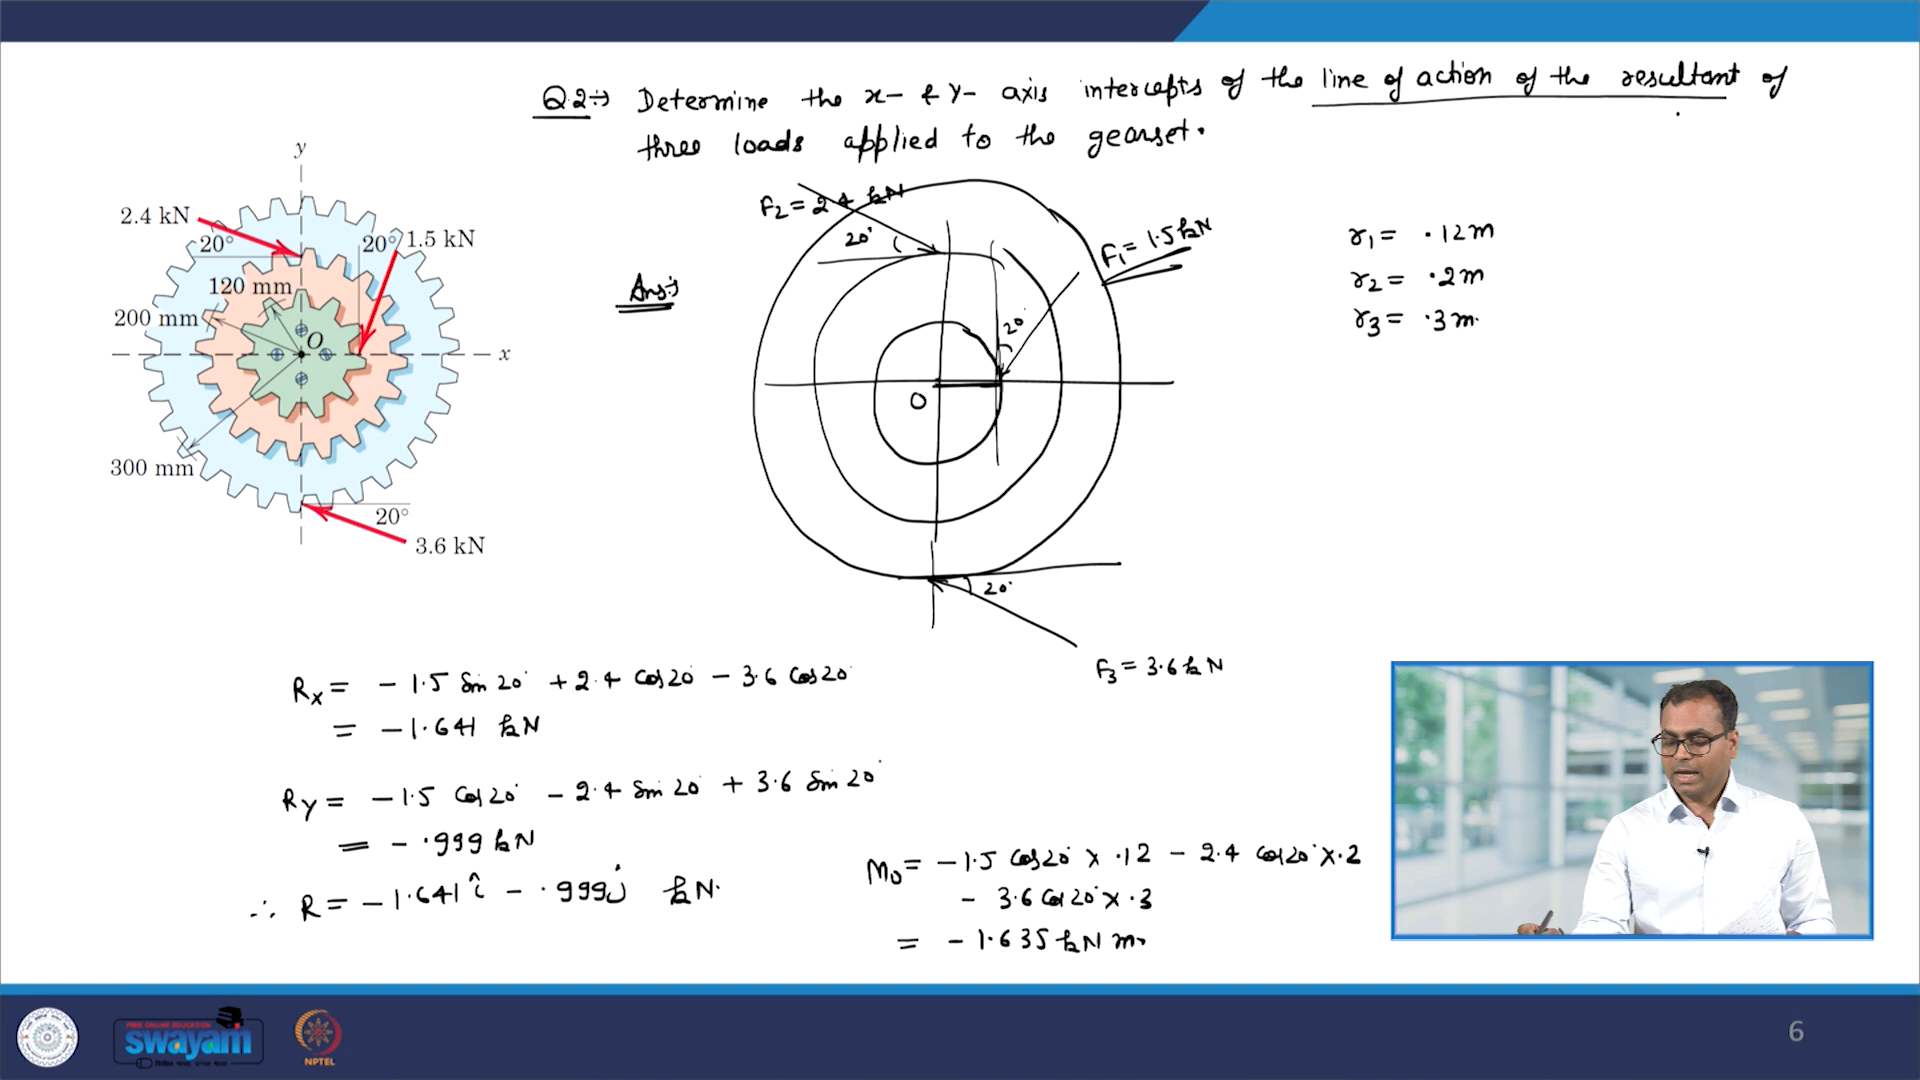 Q.2:→ Determine the x- & y- axis intercepts of the line of action of the resultant of
three loads applied to the gearset.
y
2.4 kN
20°
20°
1.5 kN
120 mm
200 mm
O
x
300 mm
20°
3.6 kN
Ans:→
F₂ = 2.4 kN
20°
F₁ = 1.5 kN
20°
O
20°
F₃ = 3.6 kN
r₁ = .12m
r₂ = .2m
r₃ = .3m.
Rx = - 1.5 Sin 20° + 2.4 Cos 20 - 3.6 Cos 20°
= -1.641 kN
Ry = -1.5 Cos 20° - 2.4 Sin 20° + 3.6 Sin 20°
= - .999 kN
∴ R = -1.641 î - .999 ĵ kN.
M₀ = -1.5 Cos 20° × .12 - 2.4 Cos 20° × .2
- 3.6 Cos 20° × .3
= - 1.635 kN m.
FREE ONLINE EDUCATION
swayam
NPTEL
6